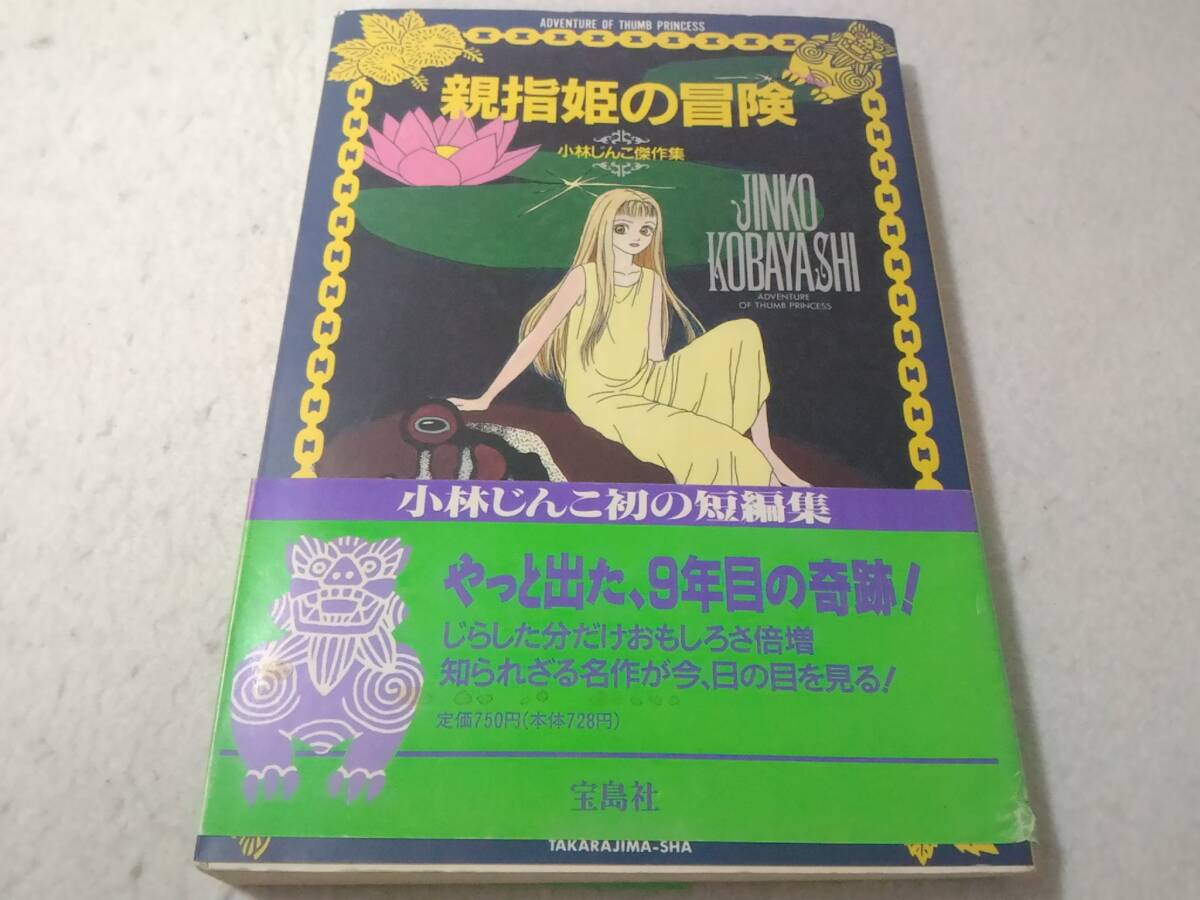 ADVENTURE OF THUMB PRINCESS
親指姫の冒険
小林じんこ傑作集
JINKO
KOBAYASHI
ADVENTURE
OF THUMB PRINCESS
小林じんこ初の短編集
やっと出た、9年目の奇跡!
じらした分だけおもしろさ倍増
知られざる名作が今、日の目を見る!
定価750円(本体728円)
宝島社
TAKARAJIMA-SHA